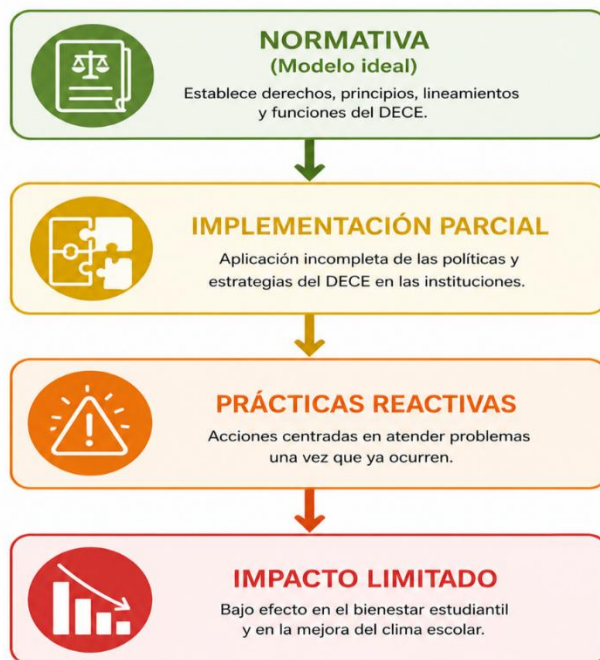 NORMATIVA
(Modelo ideal)
Establece derechos, principios, lineamientos
y funciones del DECE.
IMPLEMENTACIÓN PARCIAL
Aplicación incompleta de las políticas y
estrategias del DECE en las instituciones.
PRÁCTICAS REACTIVAS
Acciones centradas en atender problemas
una vez que ya ocurren.
IMPACTO LIMITADO
Bajo efecto en el bienestar estudiantil
y en la mejora del clima escolar.